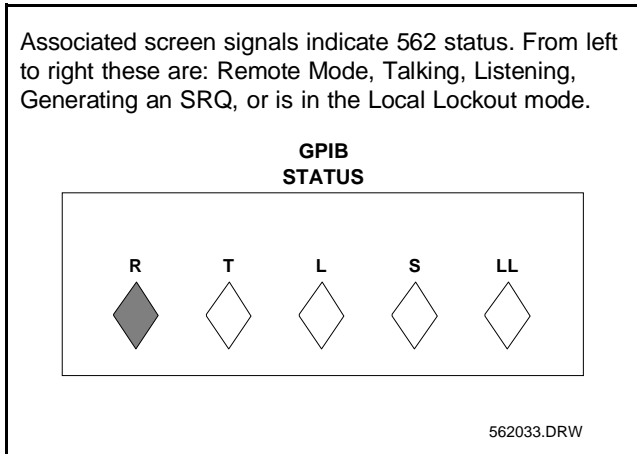 Associated screen signals indicate 562 status. From left
to right these are: Remote Mode, Talking, Listening,
Generating an SRQ, or is in the Local Lockout mode.
GPIB
STATUS
R T L S LL
562033.DRW